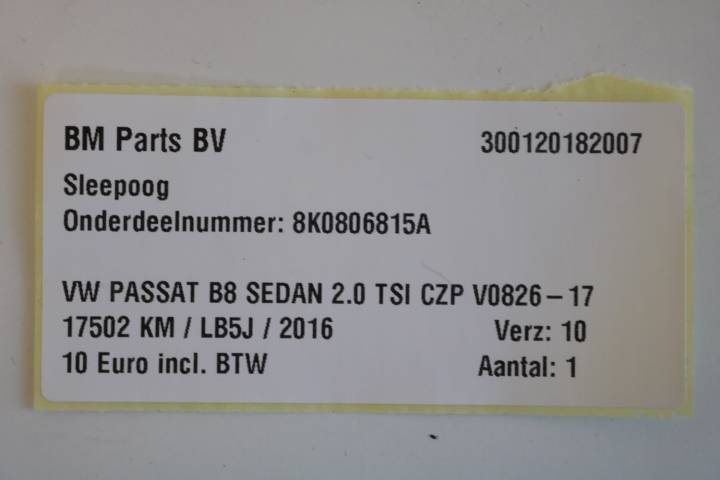 BM Parts BV 300120182007
Sleepoog
Onderdeelnummer: 8K0806815A
VW PASSAT B8 SEDAN 2.0 TSI CZP V0826-17
17502 KM / LB5J / 2016 Verz: 10
10 Euro incl. BTW Aantal: 1